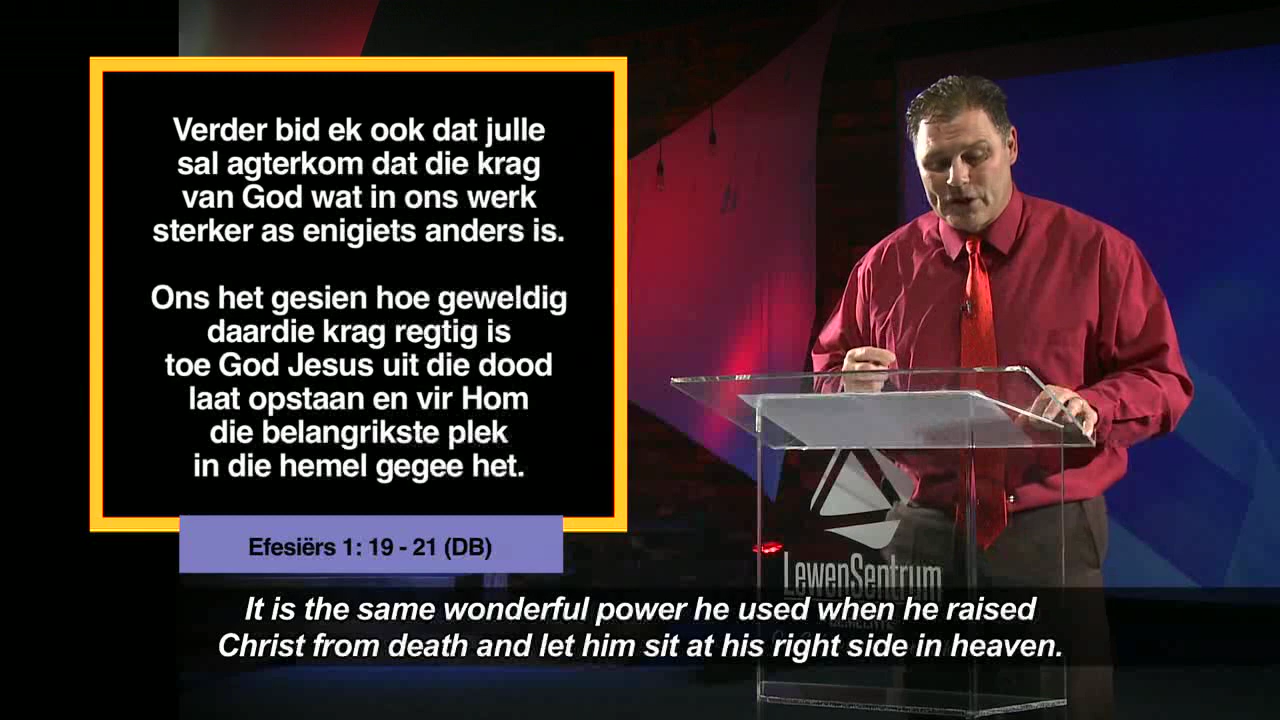 Verder bid ek ook dat julle
sal agterkom dat die krag
van God wat in ons werk
sterker as enigiets anders is.
Ons het gesien hoe geweldig
daardie krag regtig is
toe God Jesus uit die dood
laat opstaan en vir Hom
die belangrikste plek
in die hemel gegee het.
Efesiërs 1: 19 - 21 (DB)
LewenSentrum
It is the same wonderful power he used when he raised
Christ from death and let him sit at his right side in heaven.